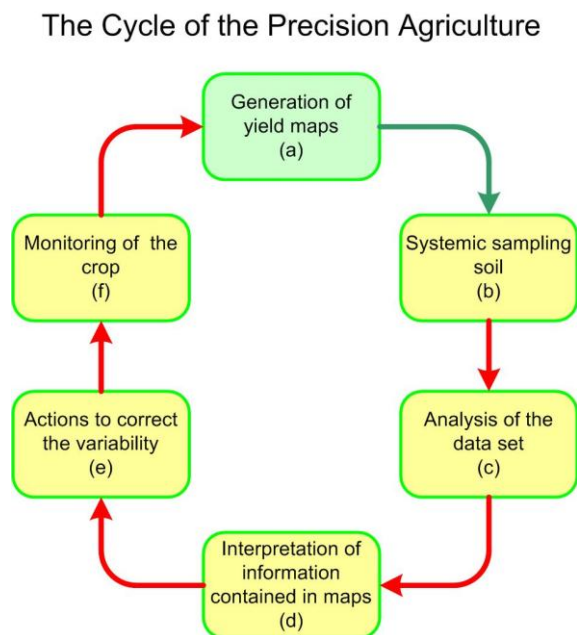 The Cycle of the Precision Agriculture
Generation of
yield maps
(a)
Systemic sampling
soil
(b)
Analysis of the
data set
(c)
Interpretation of
information
contained in maps
(d)
Actions to correct
the variability
(e)
Monitoring of the
crop
(f)